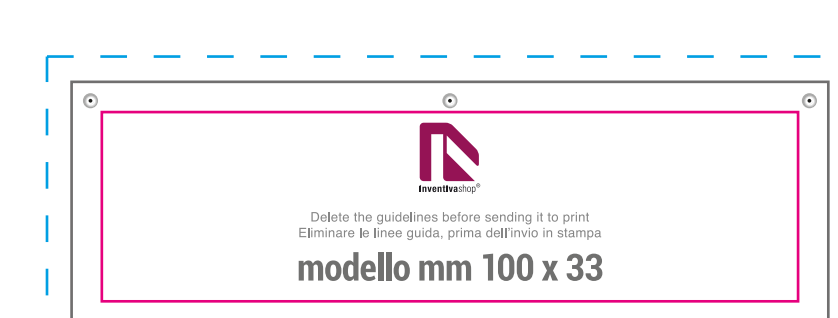 InventIvashop®
Delete the guidelines before sending it to print
Eliminare le linee guida, prima dell'invio in stampa
modello mm 100 x 33